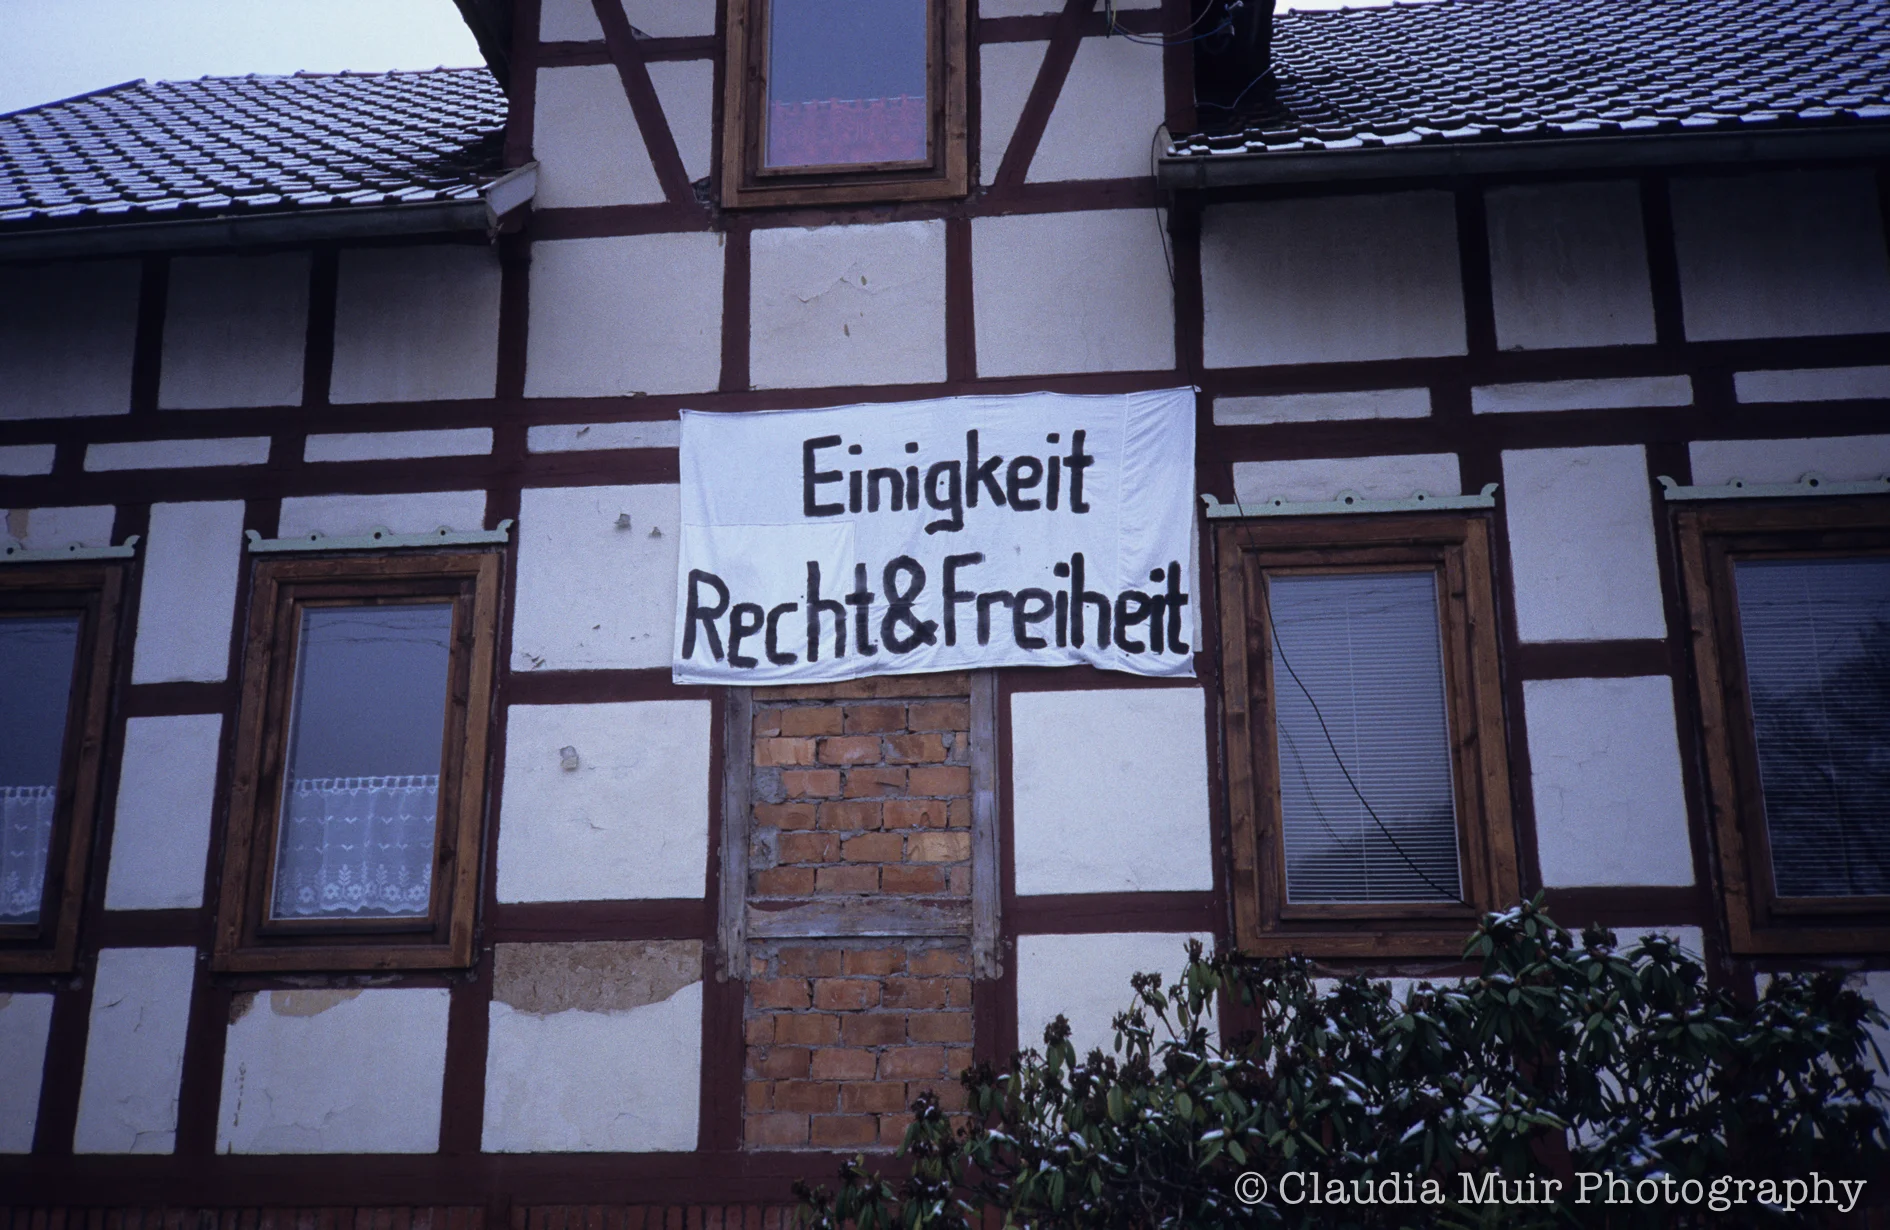 Einigkeit
Recht&Freiheit
© Claudia Muir Photography